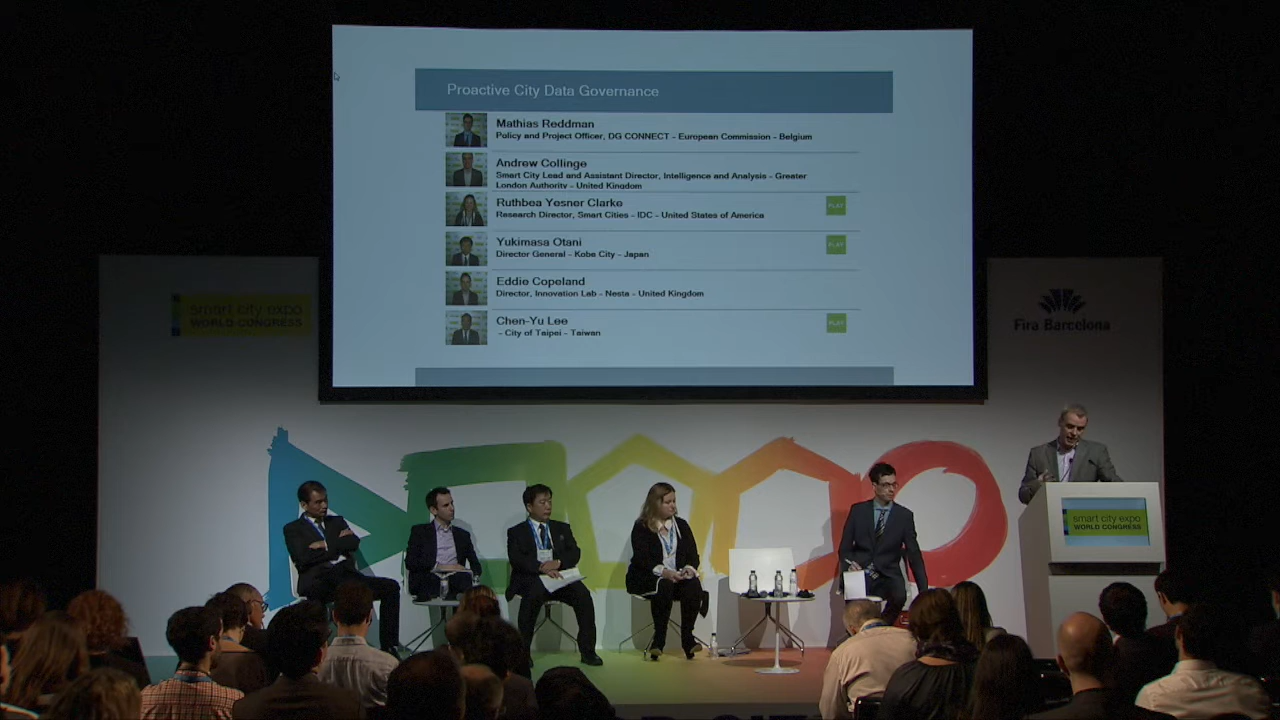 Proactive City Data Governance
Mathias Reddman
Policy and Project Officer, DG CONNECT - European Commission - Belgium
Andrew Collinge
Smart City Lead and Assistant Director, Intelligence and Analysis - Greater
London Authority - United Kingdom
Ruthbea Yesner Clarke
PLAY
Research Director, Smart Cities - IDC - United States of America
Yukimasa Otani
PLAY
Director General - Kobe City - Japan
Eddie Copeland
Director, Innovation Lab - Nesta - United Kingdom
Chen-Yu Lee
PLAY
- City of Taipei - Taiwan
smart city expo
WORLD CONGRESS
Fira Barcelona
smart city expo
WORLD CONGRESS